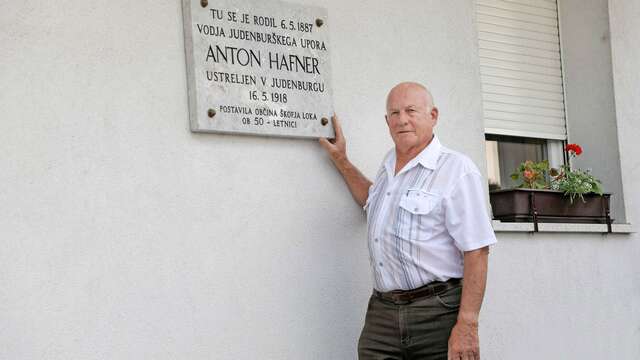 TU SE JE RODIL 6.5.1887
VODJA JUDENBURŠKEGA UPORA
ANTON HAFNER
USTRELJEN V JUDENBURGU
16.5.1918
POSTAVILA OBČINA ŠKOFJA LOKA
OB 50-LETNICI